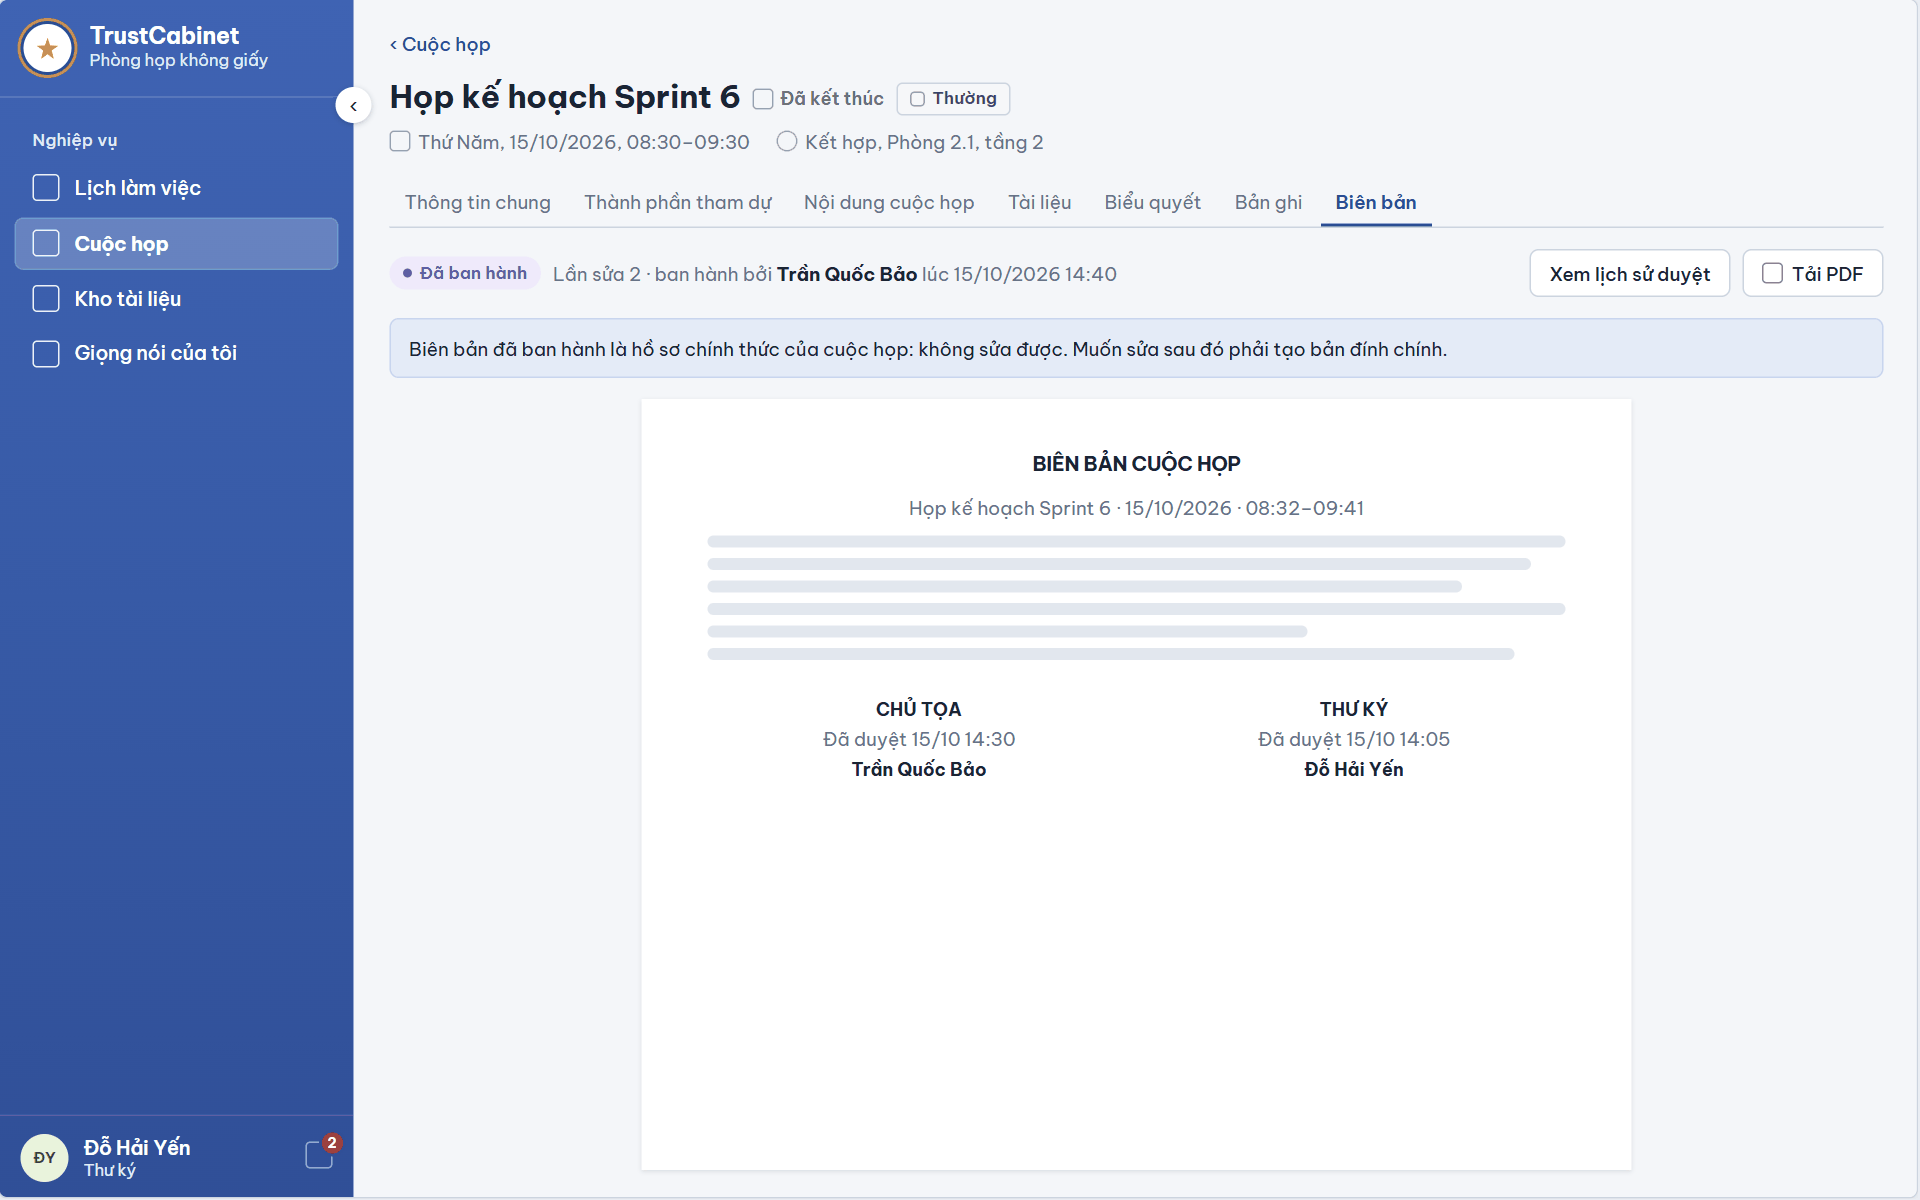 TrustCabinet
Phòng họp không giấy
Nghiệp vụ
Lịch làm việc
Cuộc họp
Kho tài liệu
Giọng nói của tôi
ĐY
Đỗ Hải Yến
Thư ký
2
‹
‹ Cuộc họp
Họp kế hoạch Sprint 6 Đã kết thúc Thường
Thứ Năm, 15/10/2026, 08:30–09:30 Kết hợp, Phòng 2.1, tầng 2
Thông tin chung Thành phần tham dự Nội dung cuộc họp Tài liệu Biểu quyết Bản ghi Biên bản
Đã ban hành Lần sửa 2 · ban hành bởi Trần Quốc Bảo lúc 15/10/2026 14:40 Xem lịch sử duyệt Tải PDF
Biên bản đã ban hành là hồ sơ chính thức của cuộc họp: không sửa được. Muốn sửa sau đó phải tạo bản đính chính.
BIÊN BẢN CUỘC HỌP
Họp kế hoạch Sprint 6 · 15/10/2026 · 08:32–09:41
CHỦ TỌA
Đã duyệt 15/10 14:30
Trần Quốc Bảo
THƯ KÝ
Đã duyệt 15/10 14:05
Đỗ Hải Yến